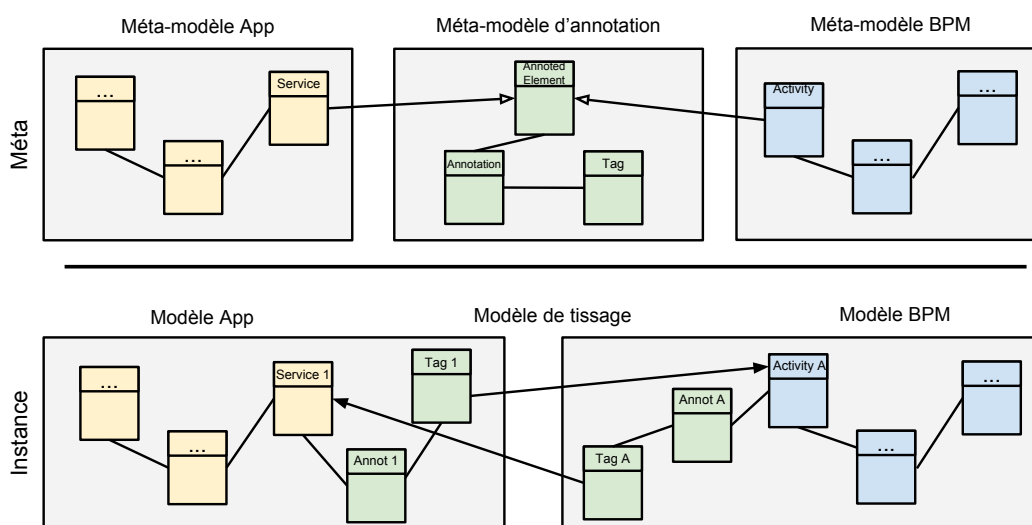 Méta-modèle App
Méta-modèle d'annotation
Méta-modèle BPM
Méta
...
...
Service
Annoted
Element
Annotation
Tag
Activity
...
...
Modèle App
Modèle de tissage
Modèle BPM
Instance
...
...
Service 1
Tag 1
Annot 1
Tag A
Annot A
Activity A
...
...